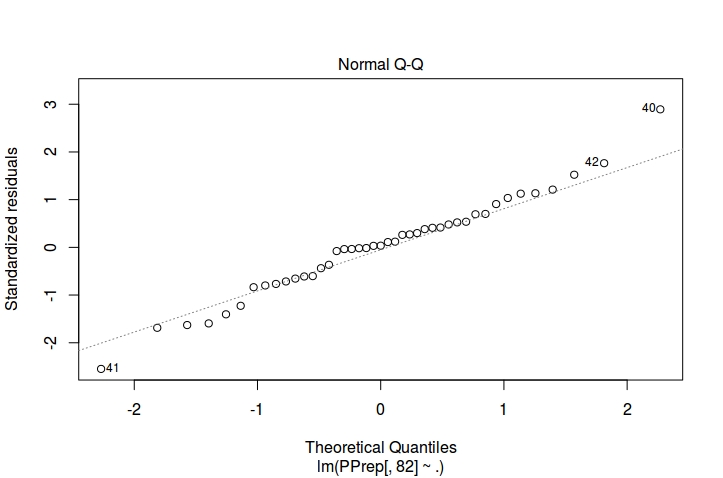 Normal Q-Q
40
3
42
2
Standardized residuals
1
0
-1
-2
41
-2 -1 0 1 2
Theoretical Quantiles
lm(PPrep[, 82] ~ .)